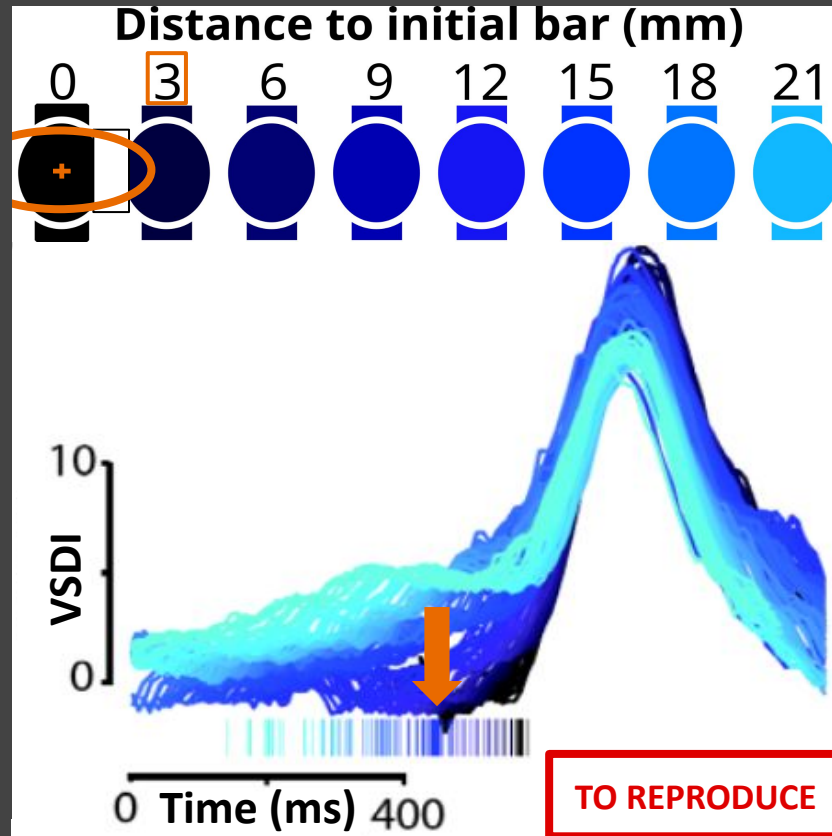 Distance to initial bar (mm)
0 3 6 9 12 15 18 21
10
VSDI
0
0 Time (ms) 400
TO REPRODUCE